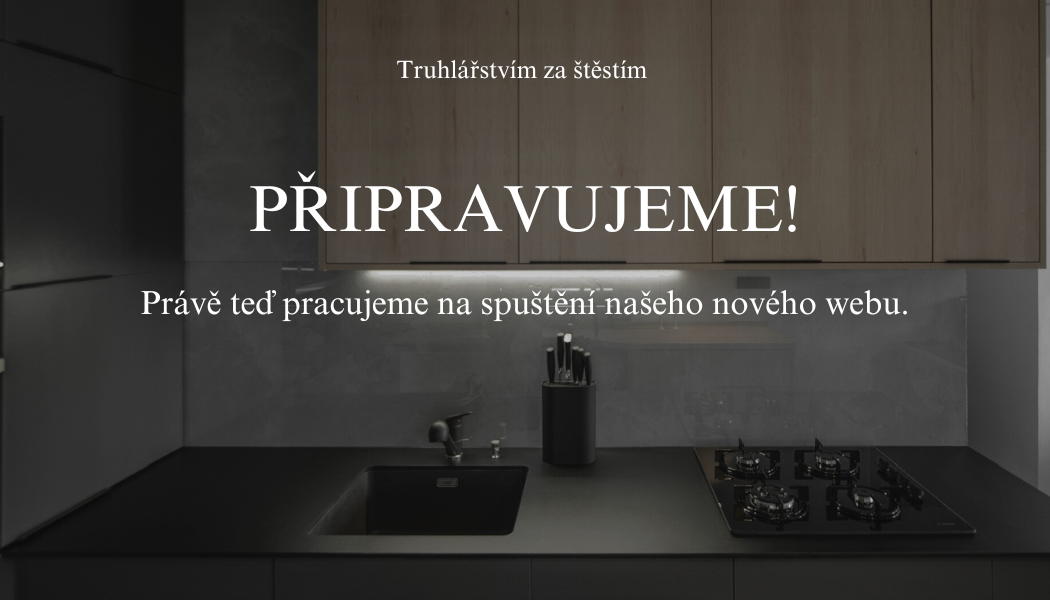 Truhlářstvím za štěstím
PŘIPRAVUJEME!
Právě teď pracujeme na spuštění našeho nového webu.